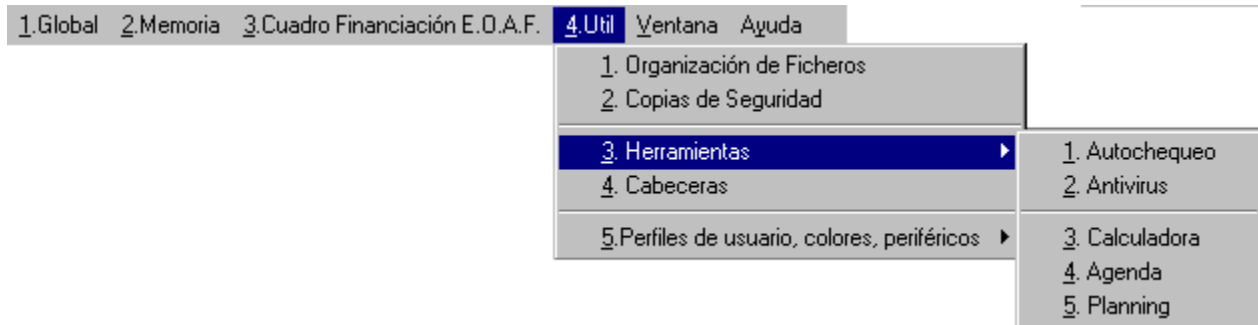 1.Global 2.Memoria 3.Cuadro Financiación E.O.A.F. 4.Util Ventana Ayuda
1. Organización de Ficheros
2. Copias de Seguridad
3. Herramientas
4. Cabeceras
5.Perfiles de usuario, colores, periféricos
1. Autochequeo
2. Antivirus
3. Calculadora
4. Agenda
5. Planning